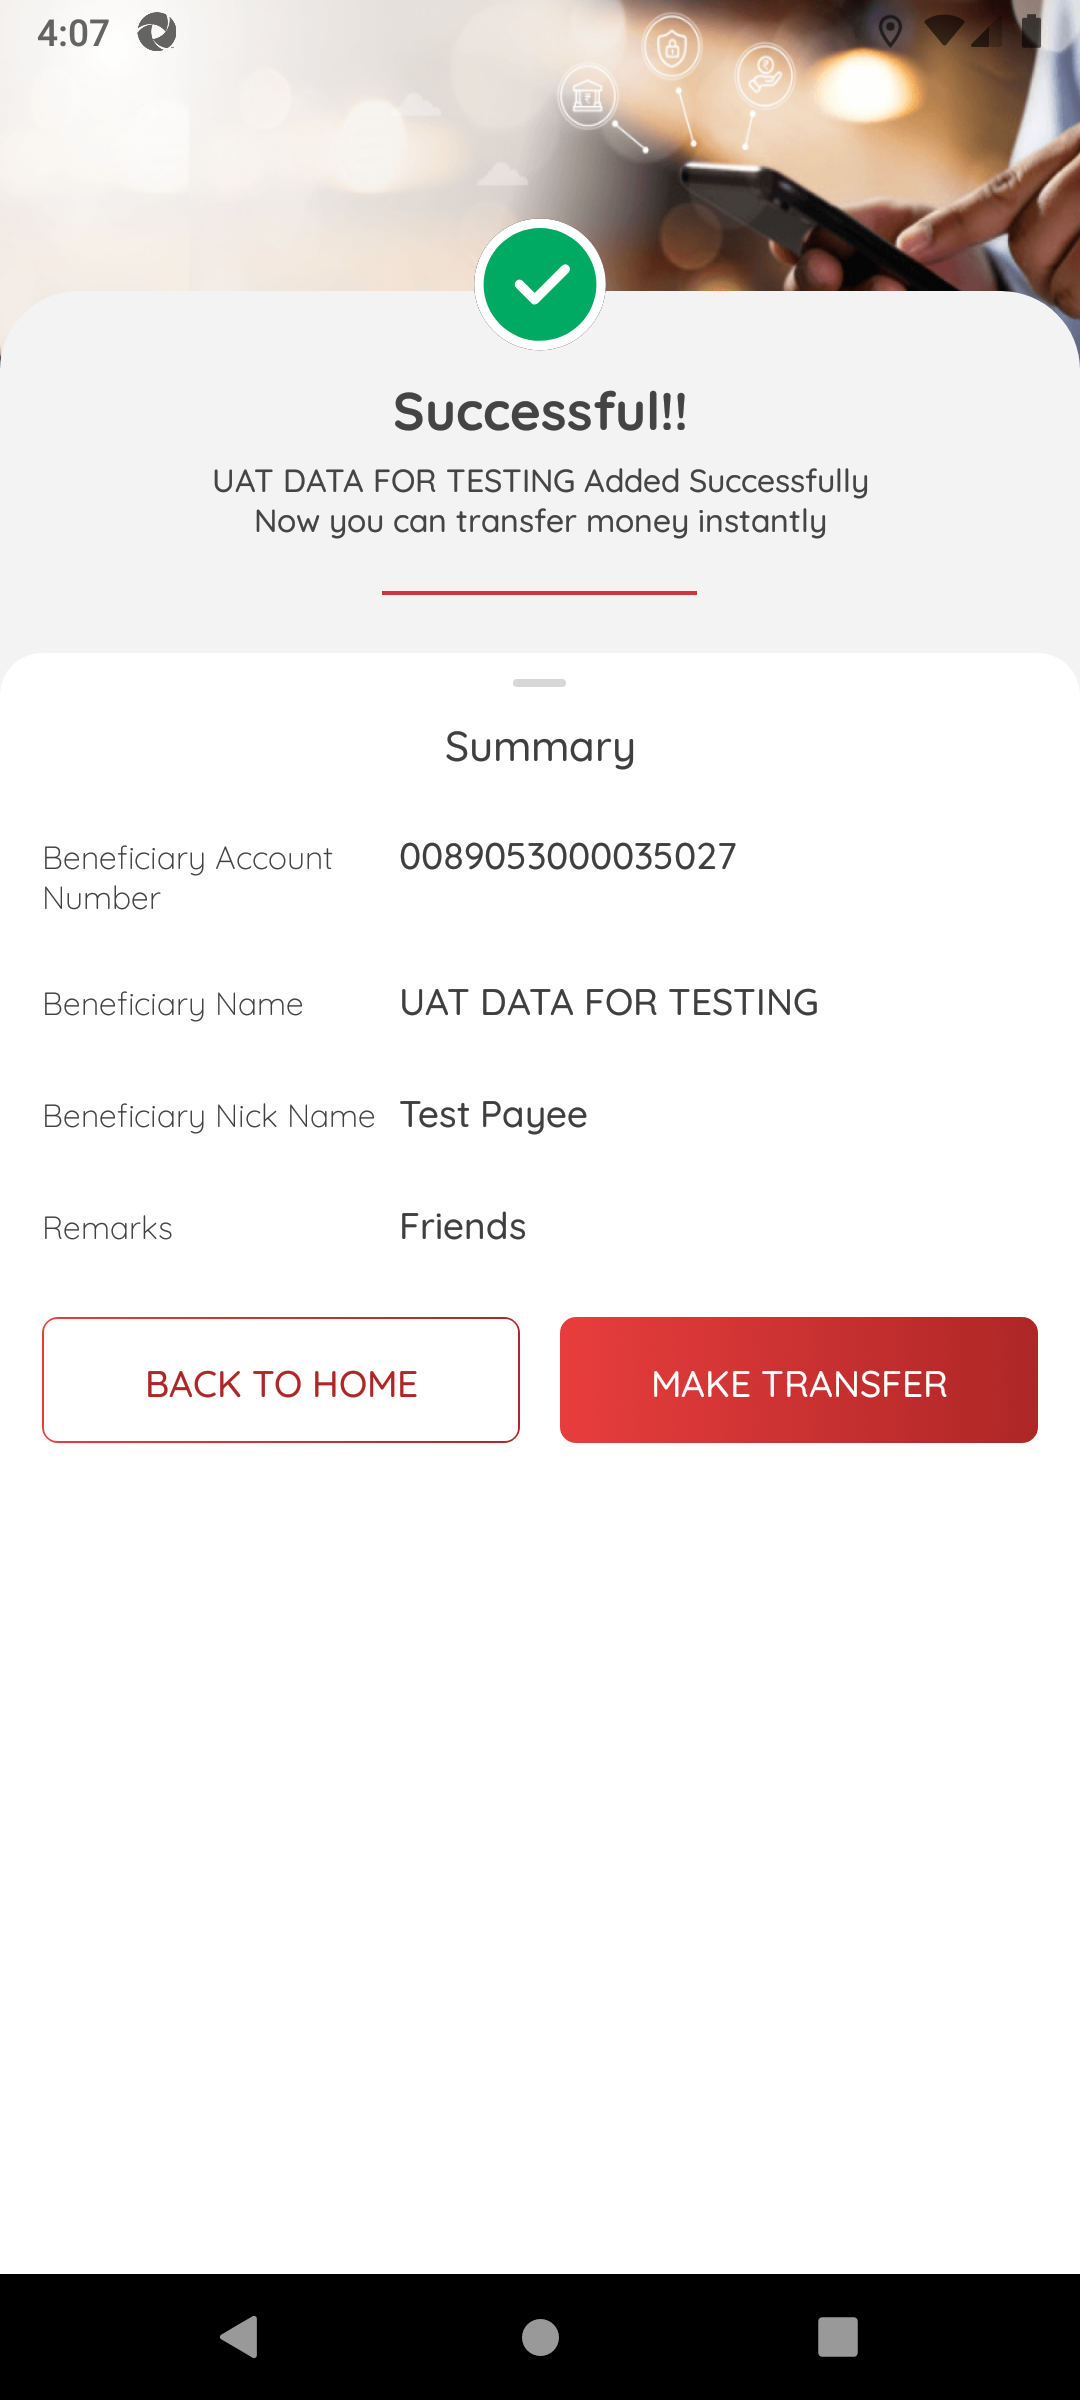 4:07
Successful!!
UAT DATA FOR TESTING Added Successfully
Now you can transfer money instantly
Summary
Beneficiary Account 0089053000035027
Number
Beneficiary Name UAT DATA FOR TESTING
Beneficiary Nick Name Test Payee
Remarks Friends
BACK TO HOME MAKE TRANSFER